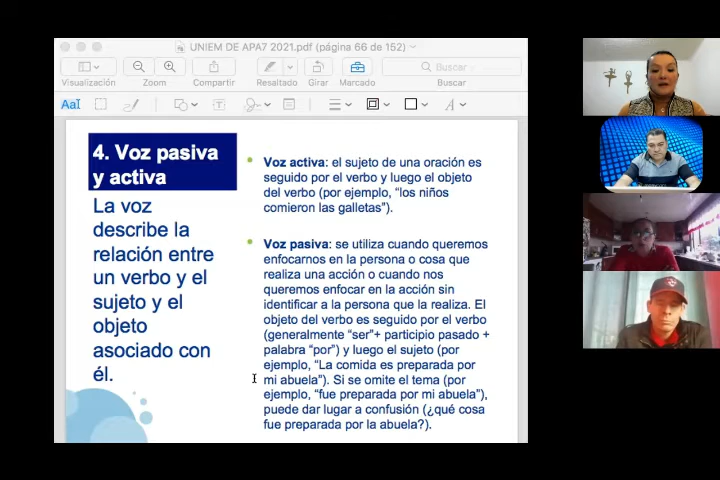 UNIEM DE APA7 2021.pdf (página 66 de 152)
Visualización
Zoom
Compartir
Resaltado
Girar
Marcado
Buscar
Buscar
AaI
T
A
4. Voz pasiva
y activa
La voz
describe la
relación entre
un verbo y el
sujeto y el
objeto
asociado con
él.
Voz activa: el sujeto de una oración es
seguido por el verbo y luego el objeto
del verbo (por ejemplo, “los niños
comieron las galletas”).
Voz pasiva: se utiliza cuando queremos
enfocarnos en la persona o cosa que
realiza una acción o cuando nos
queremos enfocar en la acción sin
identificar a la persona que la realiza. El
objeto del verbo es seguido por el verbo
(generalmente “ser”+ participio pasado +
palabra “por”) y luego el sujeto (por
ejemplo, “La comida es preparada por
mi abuela”). Si se omite el tema (por
ejemplo, “fue preparada por mi abuela”),
puede dar lugar a confusión (¿qué cosa
fue preparada por la abuela?).